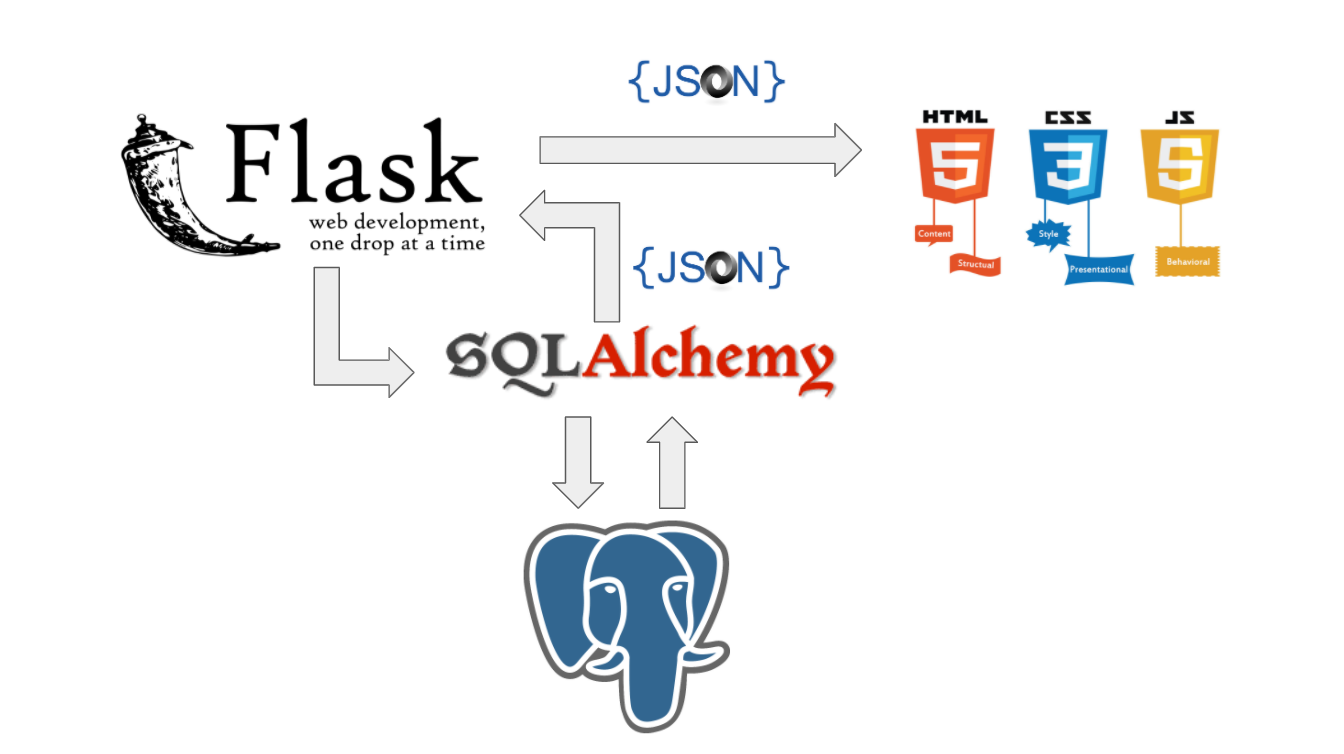 {JSON}
Flask
web development,
one drop at a time
HTML
5
Content
Structual
CSS
3
Style
Presentational
JS
5
Behavioral
{JSON}
SQLAlchemy